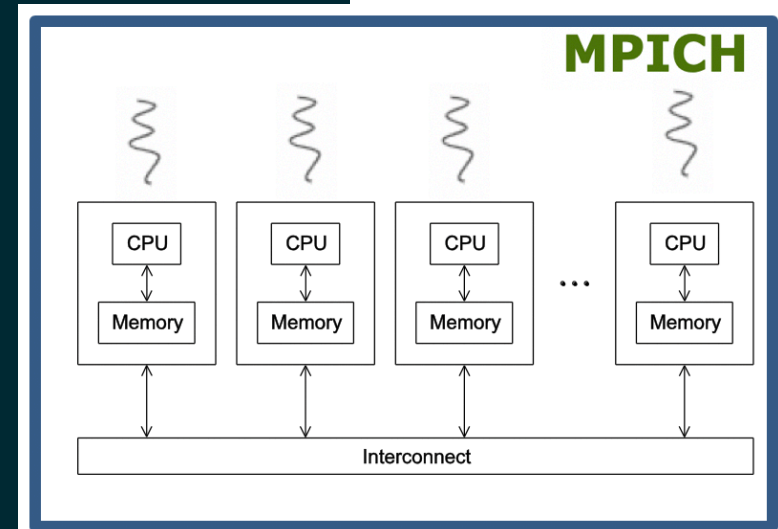 MPICH
CPU CPU CPU CPU
...
Memory Memory Memory Memory
Interconnect